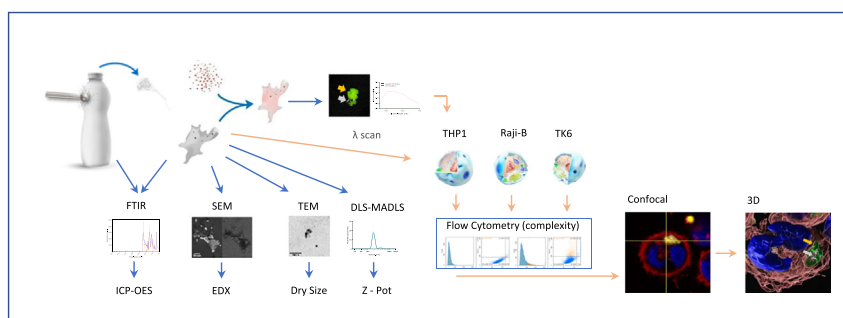 λ scan
THP1
Raji-B
TK6
FTIR
SEM
TEM
DLS-MADLS
Flow Cytometry (complexity)
Confocal
3D
ICP-OES
EDX
Dry Size
Z - Pot